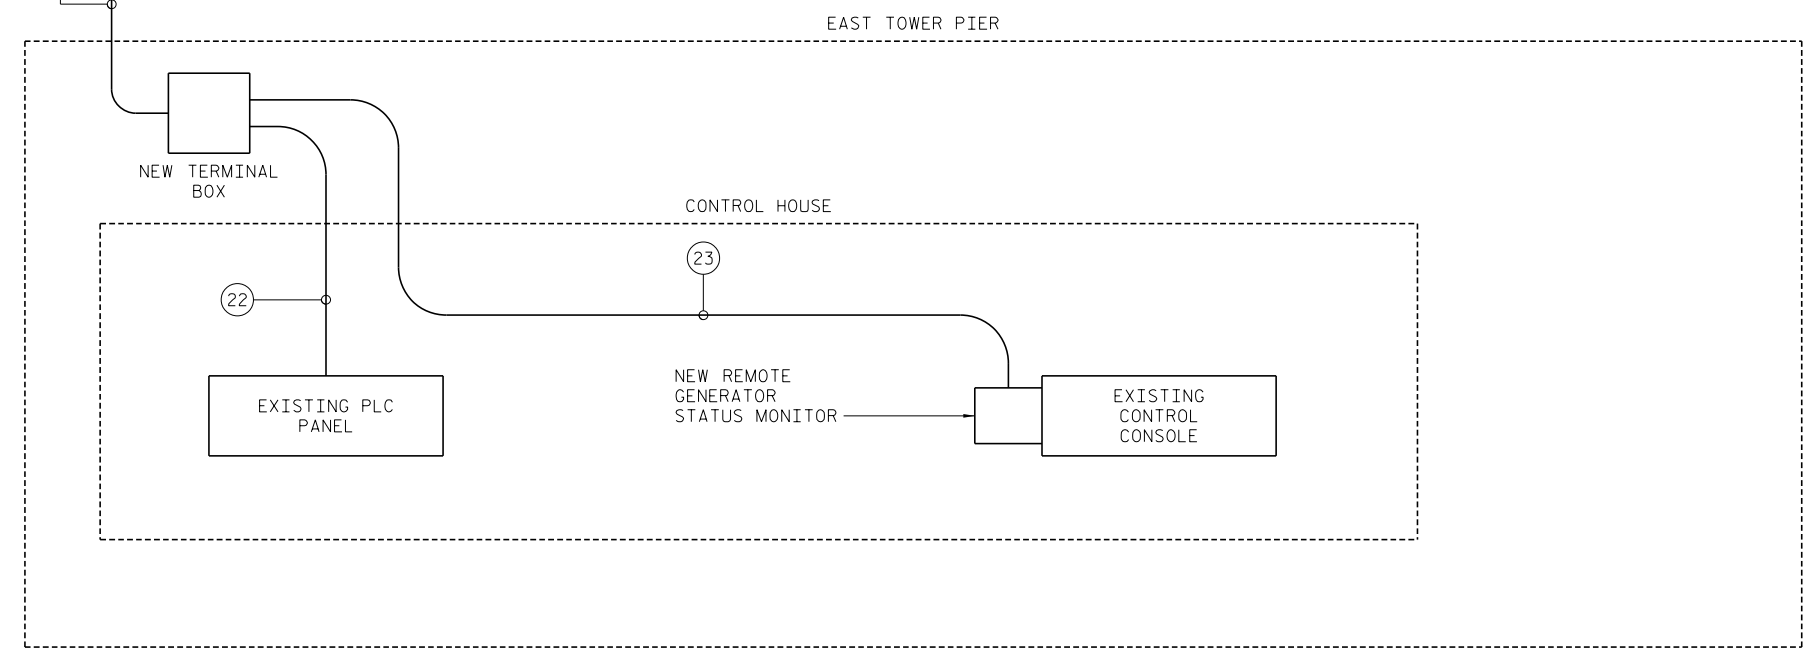 EAST TOWER PIER
NEW TERMINAL
BOX
CONTROL HOUSE
23
22
NEW REMOTE
GENERATOR
STATUS MONITOR
EXISTING PLC
PANEL
EXISTING
CONTROL
CONSOLE